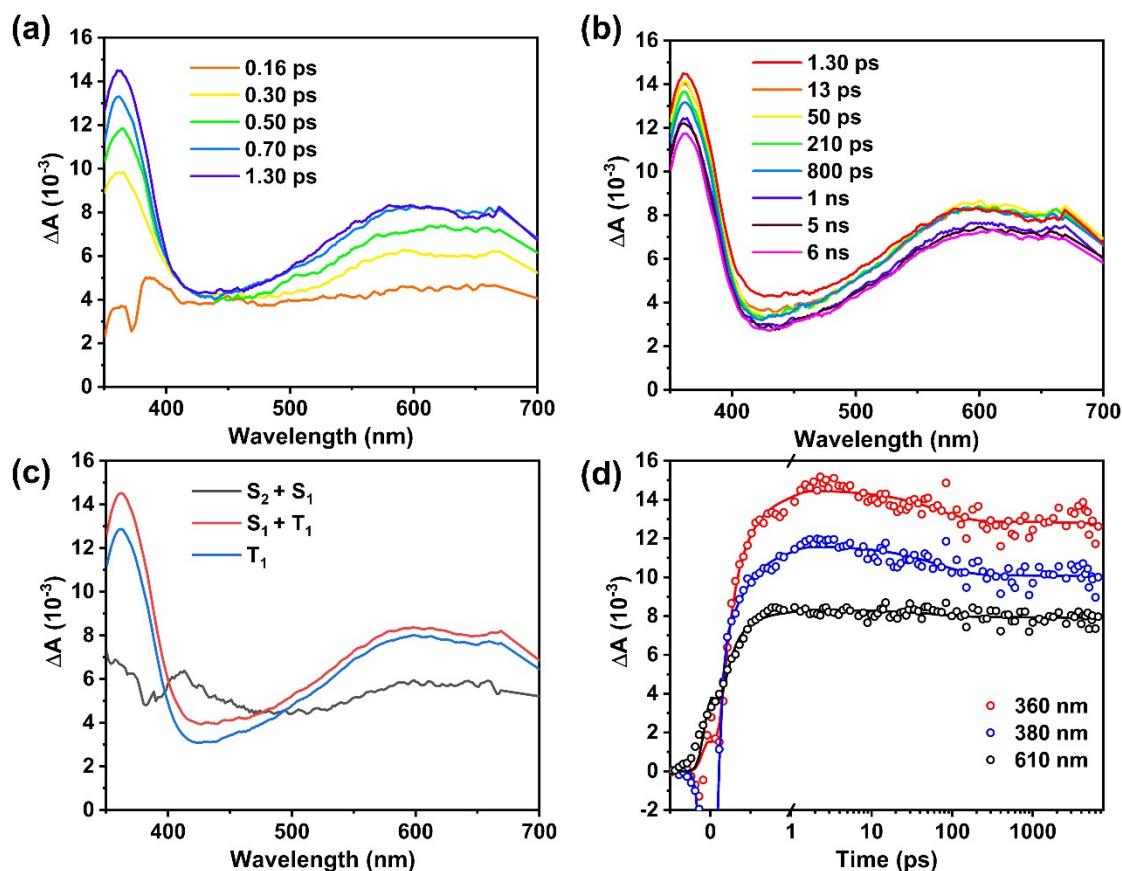 (a)
ΔA (10⁻³)
16
14
12
10
8
6
4
2
0
0.16 ps
0.30 ps
0.50 ps
0.70 ps
1.30 ps
400
500
600
700
Wavelength (nm)
(b)
ΔA (10⁻³)
16
14
12
10
8
6
4
2
0
1.30 ps
13 ps
50 ps
210 ps
800 ps
1 ns
5 ns
6 ns
400
500
600
700
Wavelength (nm)
(c)
ΔA (10⁻³)
16
14
12
10
8
6
4
2
0
S₂ + S₁
S₁ + T₁
T₁
400
500
600
700
Wavelength (nm)
(d)
ΔA (10⁻³)
16
14
12
10
8
6
4
2
0
-2
360 nm
380 nm
610 nm
0
1
10
100
1000
Time (ps)